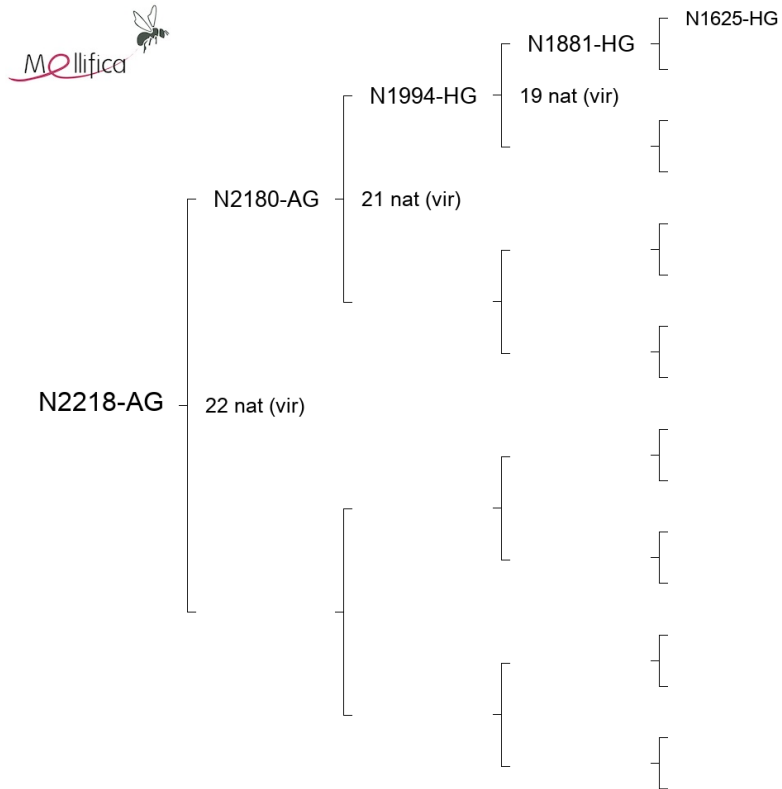 Mellifica
N1625-HG
N1881-HG
N1994-HG
19 nat (vir)
N2180-AG
21 nat (vir)
N2218-AG
22 nat (vir)